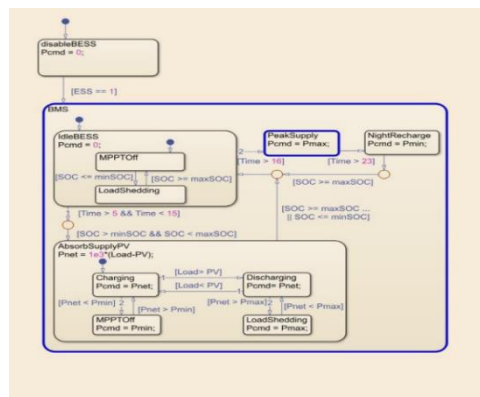 disableBESS
Pcmd = 0;
[ESS == 1]
BMS
IdleBESS
Pcmd = 0;
MPPTOff
[SOC <= minSOC]
[SOC >= maxSOC]
LoadShedding
2
PeakSupply
Pcmd = Pmax;
NightRecharge
Pcmd = Pmin;
[Time > 16]
[Time > 23]
[SOC >= maxSOC]
1
[Time > 5 && Time < 15]
[SOC > minSOC && SOC < maxSOC]
[SOC >= maxSOC ...
|| SOC <= minSOC]
AbsorbSupplyPV
Pnet = 1e3*(Load-PV);
Charging
Pcmd = Pnet;
1
[Load> PV]
[Load< PV]
1
Discharging
Pcmd= Pnet;
[Pnet < Pmin]
2
[Pnet > Pmin]
[Pnet > Pmax]
2
[Pnet < Pmax]
MPPTOff
Pcmd = Pmin;
LoadShedding
Pcmd = Pmax;